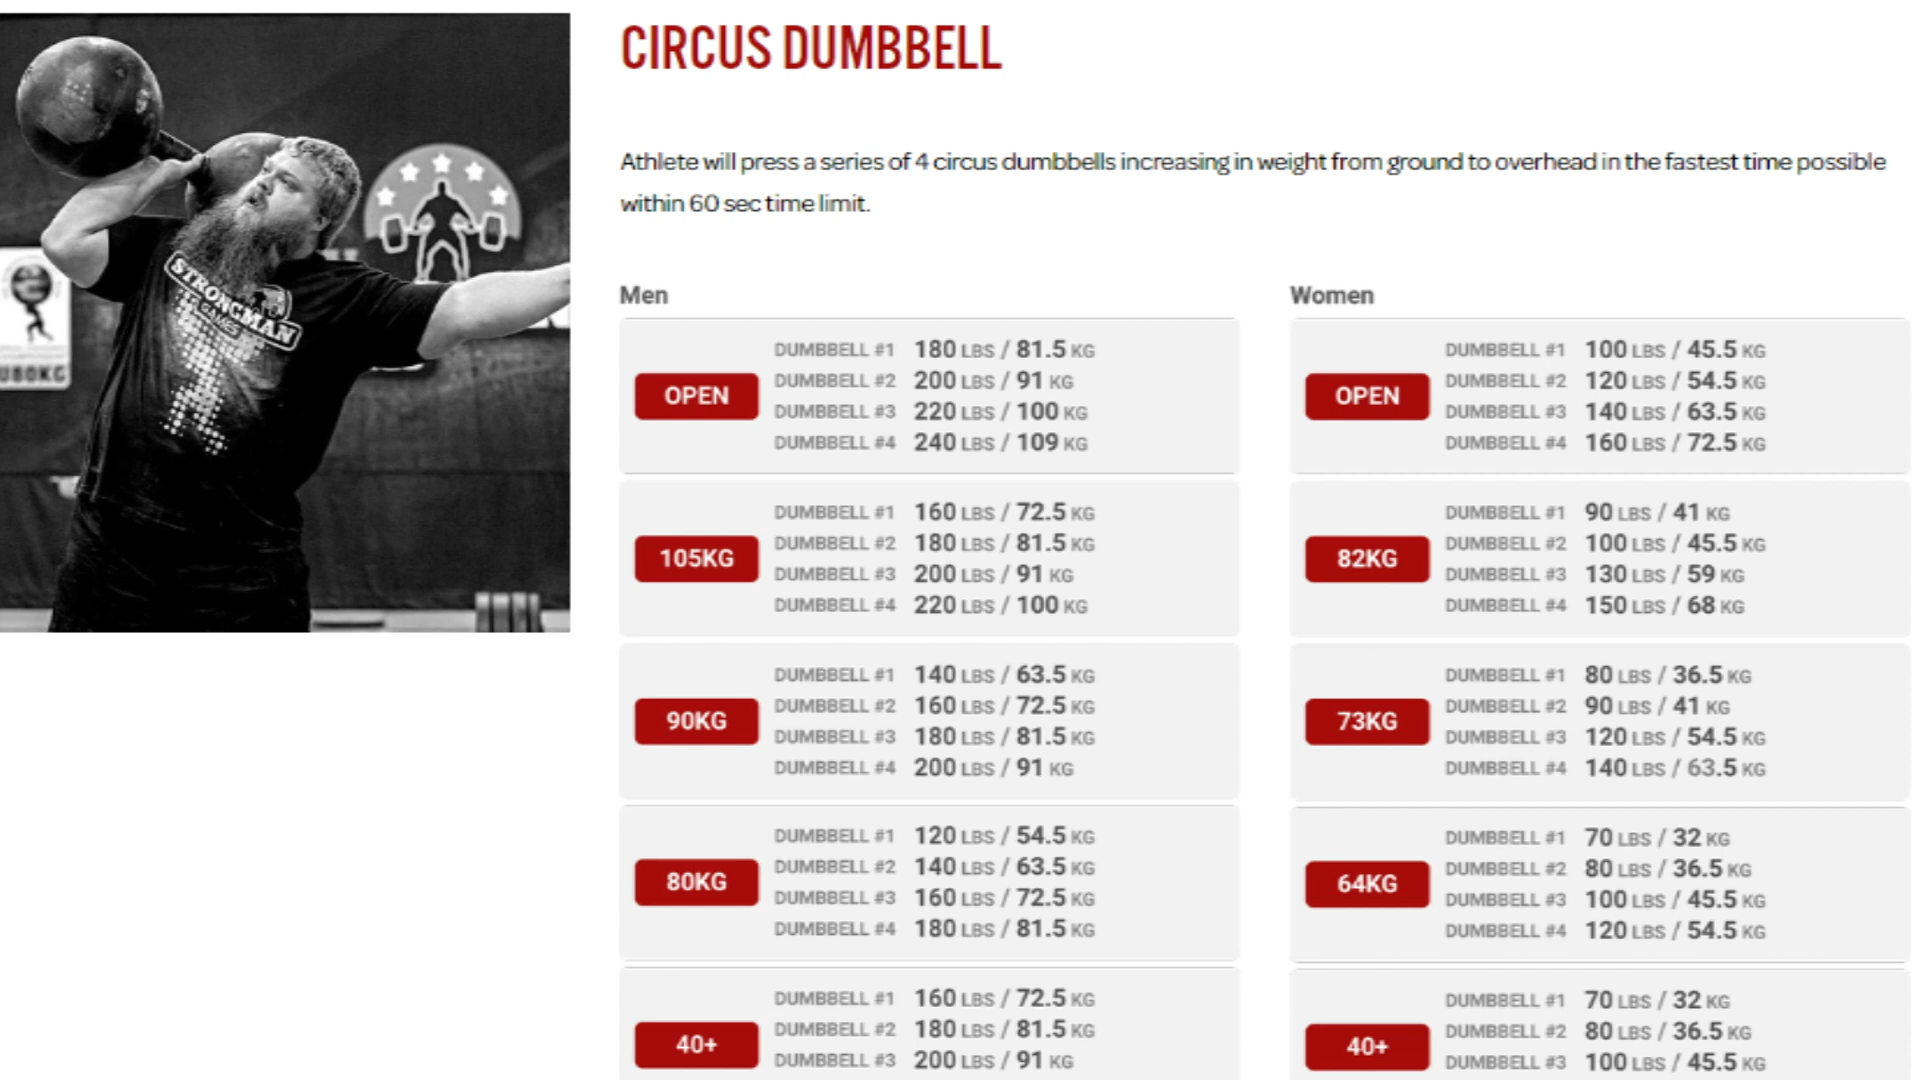 CIRCUS DUMBBELL
Athlete will press a series of 4 circus dumbbells increasing in weight from ground to overhead in the fastest time possible
within 60 sec time limit.
Men
OPEN
DUMBBELL #1 180 LBS / 81.5 KG
DUMBBELL #2 200 LBS / 91 KG
DUMBBELL #3 220 LBS / 100 KG
DUMBBELL #4 240 LBS / 109 KG
105KG
DUMBBELL #1 160 LBS / 72.5 KG
DUMBBELL #2 180 LBS / 81.5 KG
DUMBBELL #3 200 LBS / 91 KG
DUMBBELL #4 220 LBS / 100 KG
90KG
DUMBBELL #1 140 LBS / 63.5 KG
DUMBBELL #2 160 LBS / 72.5 KG
DUMBBELL #3 180 LBS / 81.5 KG
DUMBBELL #4 200 LBS / 91 KG
80KG
DUMBBELL #1 120 LBS / 54.5 KG
DUMBBELL #2 140 LBS / 63.5 KG
DUMBBELL #3 160 LBS / 72.5 KG
DUMBBELL #4 180 LBS / 81.5 KG
40+
DUMBBELL #1 160 LBS / 72.5 KG
DUMBBELL #2 180 LBS / 81.5 KG
DUMBBELL #3 200 LBS / 91 KG
Women
OPEN
DUMBBELL #1 100 LBS / 45.5 KG
DUMBBELL #2 120 LBS / 54.5 KG
DUMBBELL #3 140 LBS / 63.5 KG
DUMBBELL #4 160 LBS / 72.5 KG
82KG
DUMBBELL #1 90 LBS / 41 KG
DUMBBELL #2 100 LBS / 45.5 KG
DUMBBELL #3 130 LBS / 59 KG
DUMBBELL #4 150 LBS / 68 KG
73KG
DUMBBELL #1 80 LBS / 36.5 KG
DUMBBELL #2 90 LBS / 41 KG
DUMBBELL #3 120 LBS / 54.5 KG
DUMBBELL #4 140 LBS / 63.5 KG
64KG
DUMBBELL #1 70 LBS / 32 KG
DUMBBELL #2 80 LBS / 36.5 KG
DUMBBELL #3 100 LBS / 45.5 KG
DUMBBELL #4 120 LBS / 54.5 KG
40+
DUMBBELL #1 70 LBS / 32 KG
DUMBBELL #2 80 LBS / 36.5 KG
DUMBBELL #3 100 LBS / 45.5 KG
STRONGMAN
GAMES
U80KG